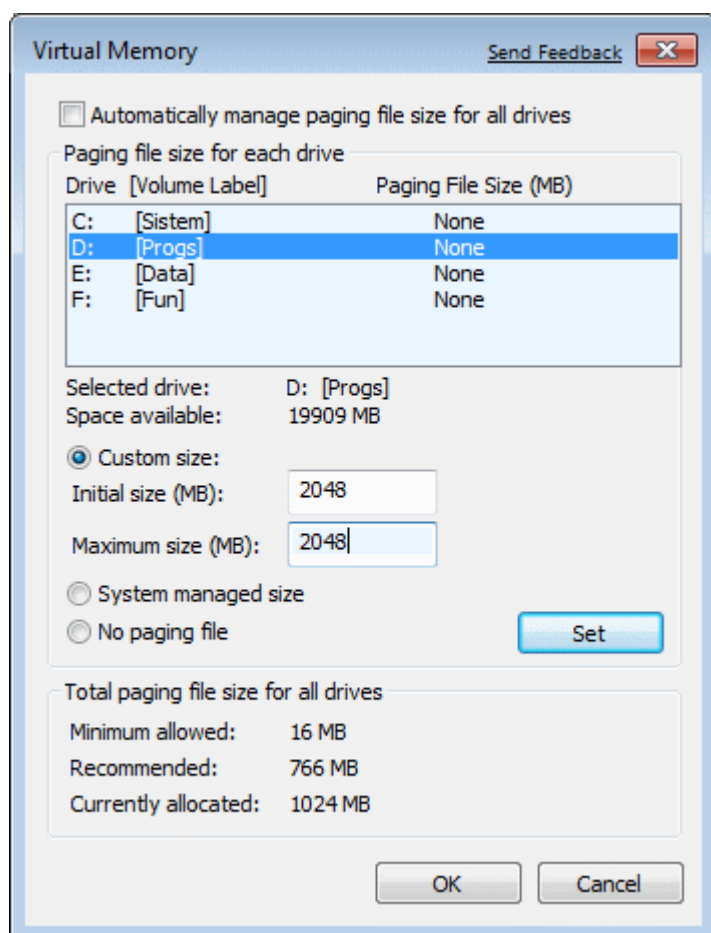 Virtual Memory Send Feedback
Automatically manage paging file size for all drives
Paging file size for each drive
Drive [Volume Label] Paging File Size (MB)
C: [Sistem] None
D: [Progs] None
E: [Data] None
F: [Fun] None
Selected drive: D: [Progs]
Space available: 19909 MB
Custom size:
Initial size (MB): 2048
Maximum size (MB): 2048
System managed size
No paging file Set
Total paging file size for all drives
Minimum allowed: 16 MB
Recommended: 766 MB
Currently allocated: 1024 MB
OK Cancel